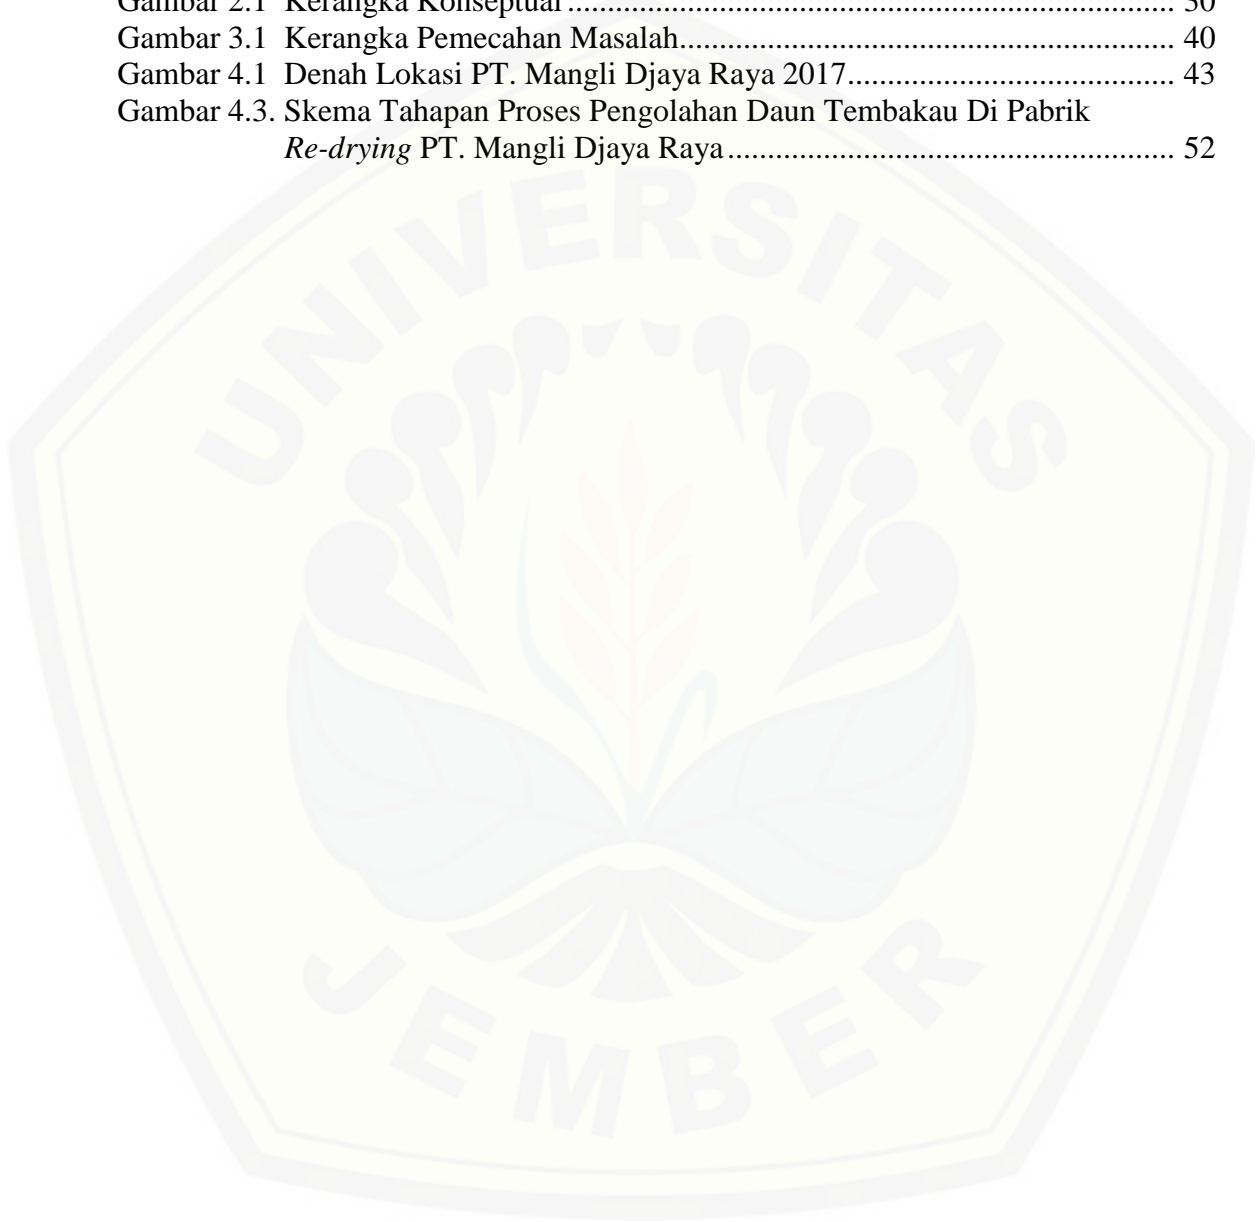 Gambar 2.1 Kerangka Konseptual.......................................................................... 30
Gambar 3.1 Kerangka Pemecahan Masalah............................................................ 40
Gambar 4.1 Denah Lokasi PT. Mangli Djaya Raya 2017........................................ 43
Gambar 4.3. Skema Tahapan Proses Pengolahan Daun Tembakau Di Pabrik
Re-drying PT. Mangli Djaya Raya....................................................... 52
UNIVERSITAS
JEMBER